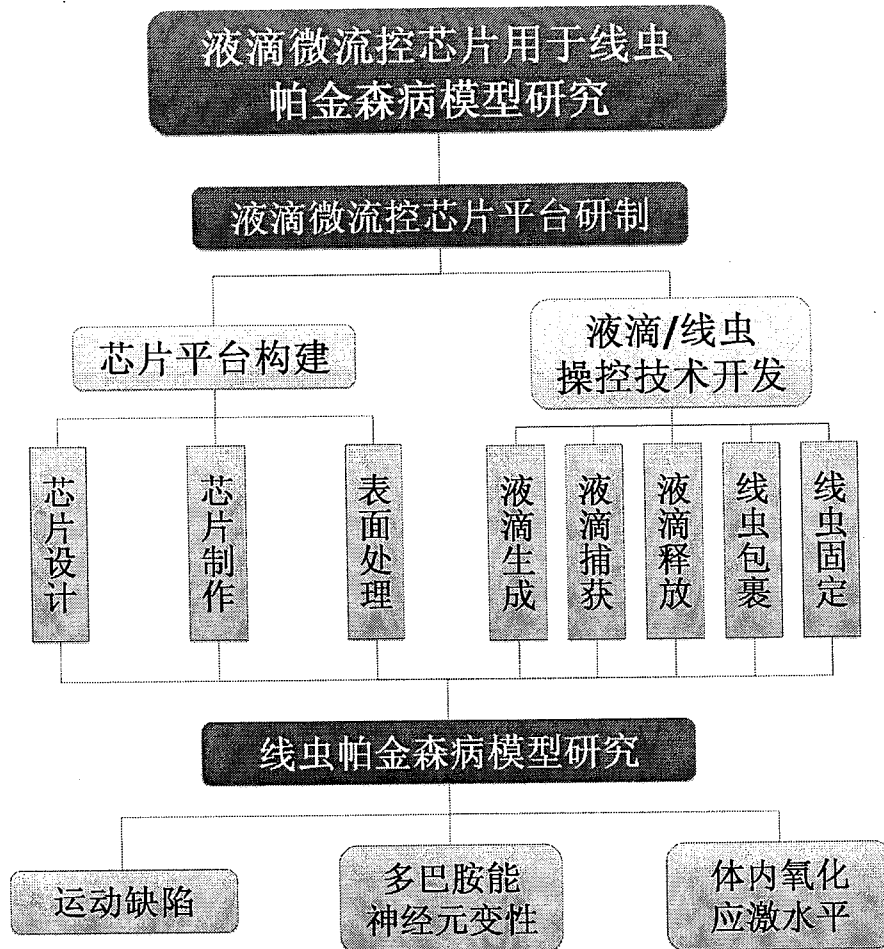 液滴微流控芯片用于线虫
帕金森病模型研究
液滴微流控芯片平台研制
芯片平台构建
液滴/线虫
操控技术开发
芯片设计
芯片制作
表面处理
液滴生成
液滴捕获
液滴释放
线虫包裹
线虫固定
线虫帕金森病模型研究
运动缺陷
多巴胺能
神经元变性
体内氧化
应激水平